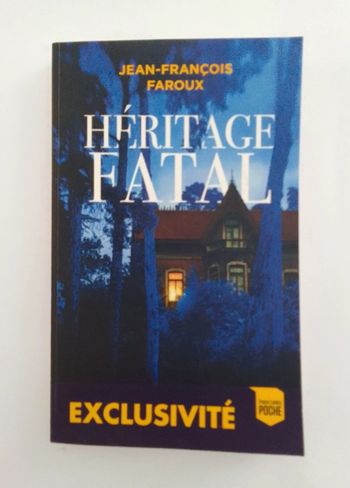 JEAN-FRANÇOIS
FAROUX
HÉRITAGE
FATAL
EXCLUSIVITÉ
POCHE